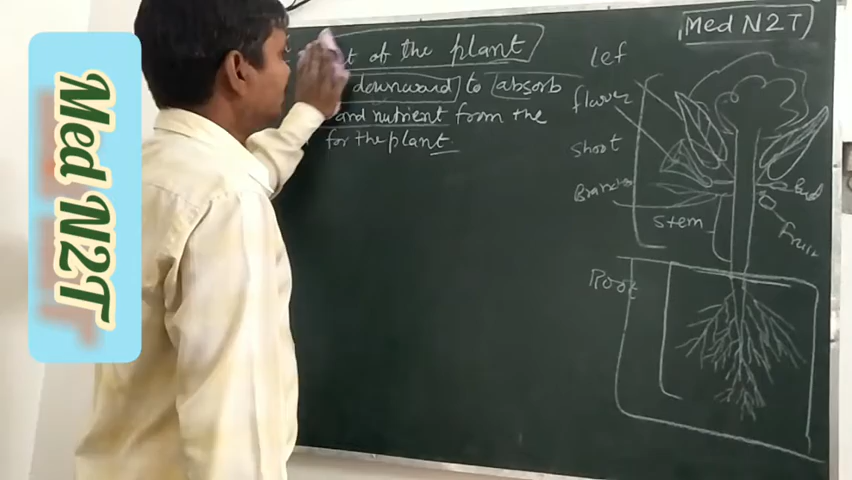 Med N2T
t of the plant
downward to absorb
and nutrient from the
for the plant.
Med N2T
lef
flower
shoot
Branches
stem
bud
fruit
Root